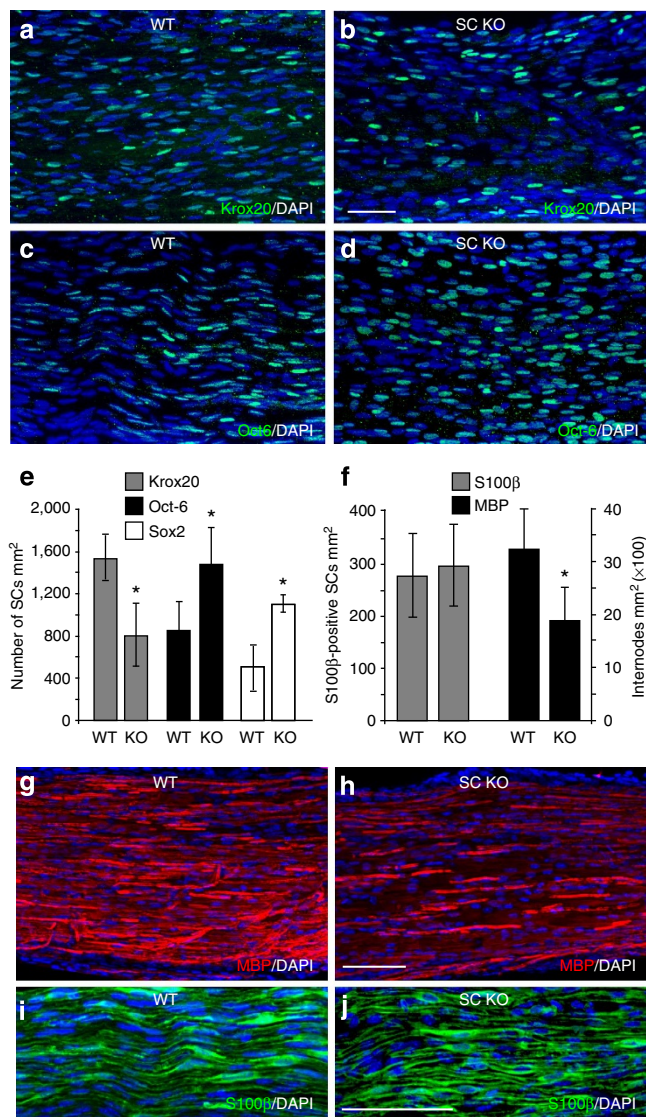 a
WT
Krox20/DAPI
b
SC KO
Krox20/DAPI
c
WT
Oct6/DAPI
d
SC KO
Oct-6/DAPI
e
Krox20
Oct-6
Sox2
Number of SCs mm2
2,000
1,600
1,200
800
400
0
*
*
*
WT KO WT KO WT KO
f
S100β
MBP
S100β-positive SCs mm2
400
300
250
200
100
0
*
40
30
20
10
0
Internodes mm2 (×100)
WT KO WT KO
g
WT
MBP/DAPI
h
SC KO
MBP/DAPI
i
WT
S100β/DAPI
j
SC KO
S100β/DAPI